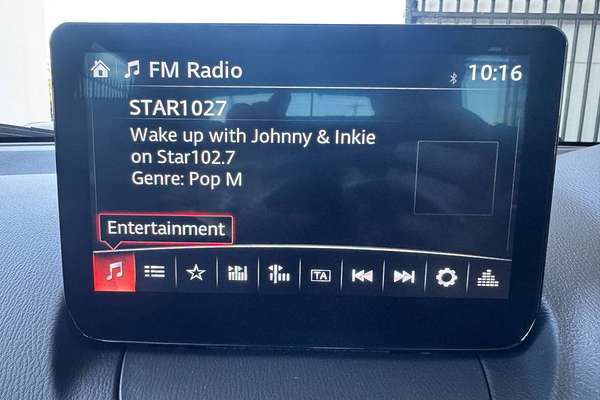 FM Radio
10:16
STAR1027
Wake up with Johnny & Inkie
on Star102.7
Genre: Pop M
Entertainment
TA